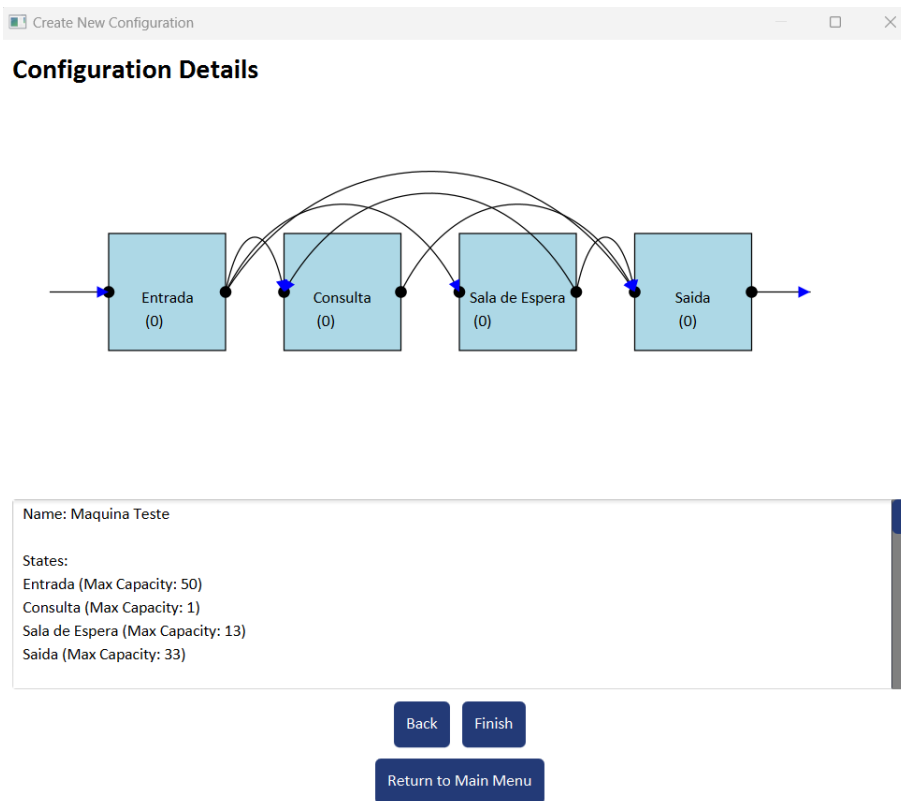 Create New Configuration
Configuration Details
Entrada
(0)
Consulta
(0)
Sala de Espera
(0)
Saida
(0)
Name: Maquina Teste
States:
Entrada (Max Capacity: 50)
Consulta (Max Capacity: 1)
Sala de Espera (Max Capacity: 13)
Saida (Max Capacity: 33)
Back
Finish
Return to Main Menu